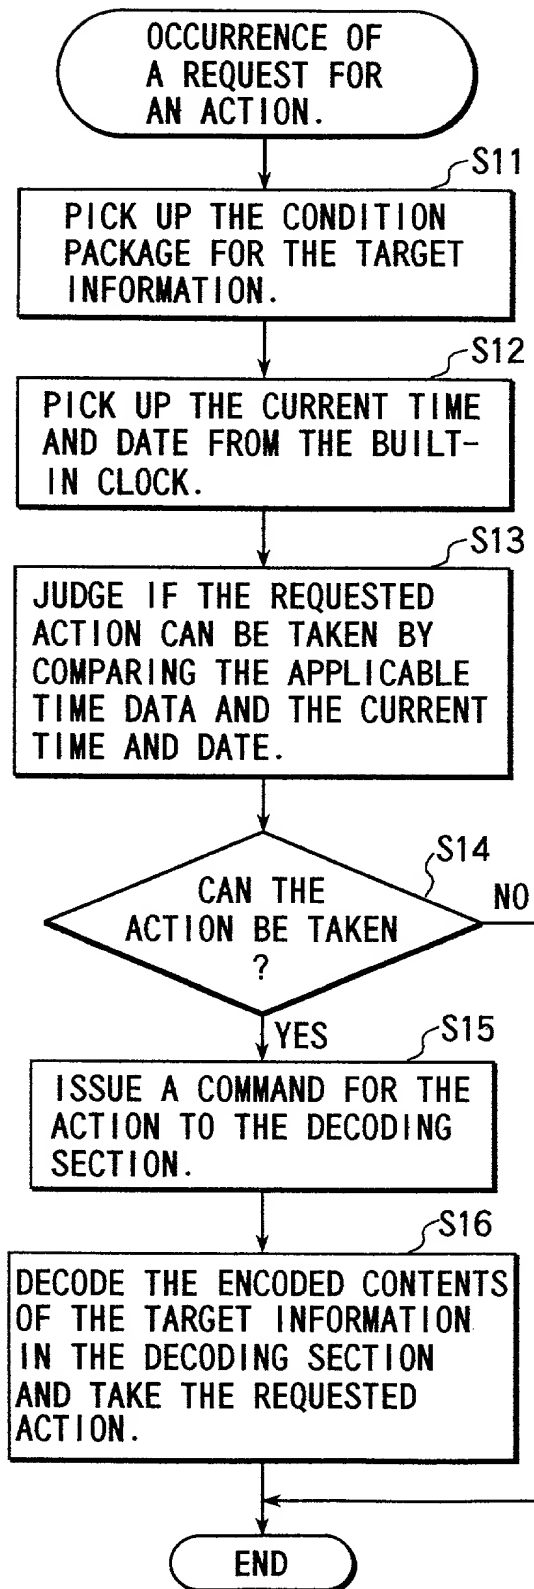 OCCURRENCE OF
A REQUEST FOR
AN ACTION.
S11
PICK UP THE CONDITION
PACKAGE FOR THE TARGET
INFORMATION.
S12
PICK UP THE CURRENT TIME
AND DATE FROM THE BUILT-
IN CLOCK.
S13
JUDGE IF THE REQUESTED
ACTION CAN BE TAKEN BY
COMPARING THE APPLICABLE
TIME DATA AND THE CURRENT
TIME AND DATE.
S14
CAN THE
ACTION BE TAKEN
?
NO
YES
S15
ISSUE A COMMAND FOR THE
ACTION TO THE DECODING
SECTION.
S16
DECODE THE ENCODED CONTENTS
OF THE TARGET INFORMATION
IN THE DECODING SECTION
AND TAKE THE REQUESTED
ACTION.
END